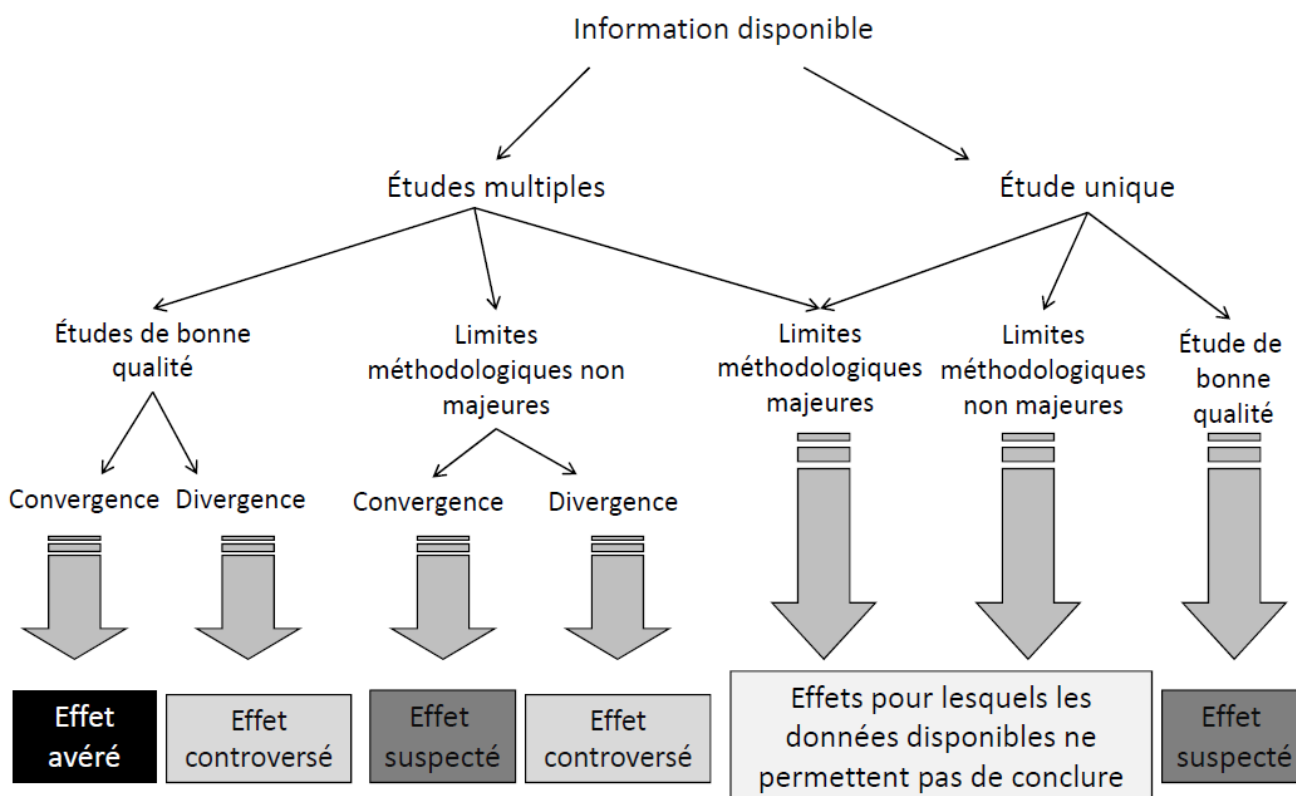 Information disponible
Études multiples
Étude unique
Études de bonne
qualité
Limites
méthodologiques non
majeures
Limites
méthodologiques
majeures
Limites
méthodologiques
non majeures
Étude de
bonne
qualité
Convergence
Divergence
Convergence
Divergence
Effet
avéré
Effet
controversé
Effet
suspecté
Effet
controversé
Effets pour lesquels les
données disponibles ne
permettent pas de conclure
Effet
suspecté